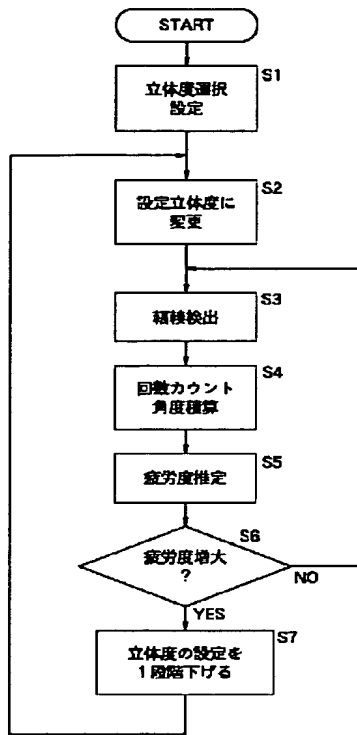 START
S1
立体度選択
設定
S2
設定立体度に
変更
S3
輻輳検出
S4
回数カウント
角度積算
S5
疲労度推定
S6
疲労度増大
?
NO
YES
S7
立体度の設定を
1段階下げる